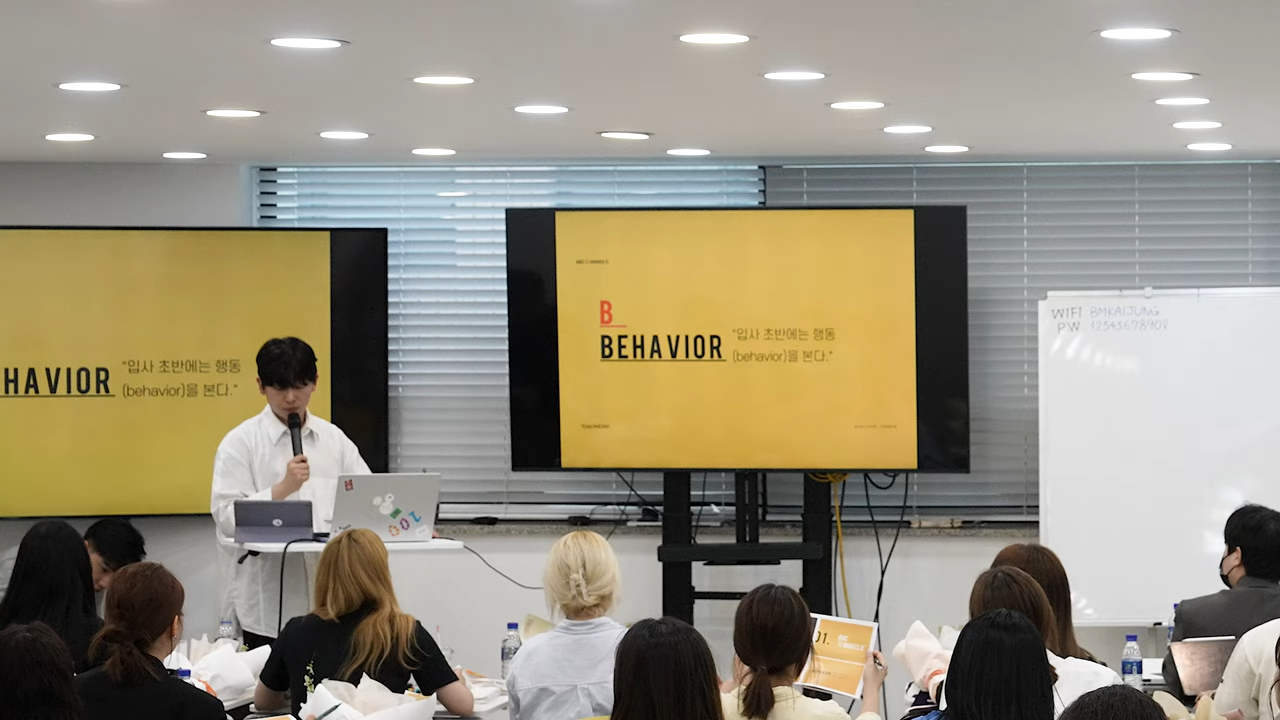 HAVIOR
"입사 초반에는 행동
(behavior)을 본다."
B
BEHAVIOR
"입사 초반에는 행동
(behavior)을 본다."
WIFI BMKAIJUNG
PW
01.